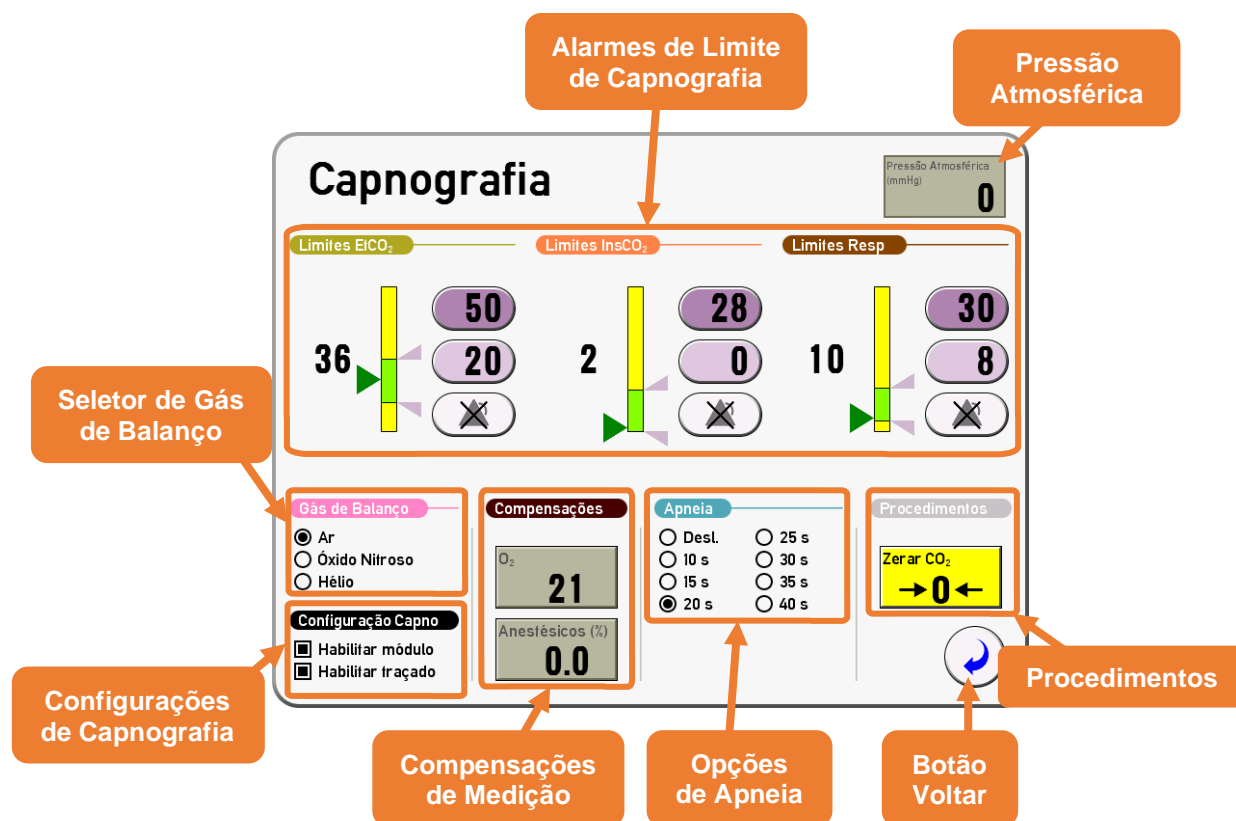 Alarmes de Limite
de Capnografia
Pressão
Atmosférica
Capnografia
Pressão Atmosférica
(mmHg)
0
Limites EtCO₂
Limites InsCO₂
Limites Resp
50
28
30
36
20
2
0
10
8
Seletor de Gás
de Balanço
Gás de Balanço
Ar
Óxido Nitroso
Hélio
Configuração Capno
Habilitar módulo
Habilitar traçado
Compensações
O₂
21
Anestésicos (%)
0.0
Apneia
Desl.
10 s
15 s
20 s
25 s
30 s
35 s
40 s
Procedimentos
Zerar CO₂
→0←
Configurações
de Capnografia
Procedimentos
Compensações
de Medição
Opções
de Apneia
Botão
Voltar